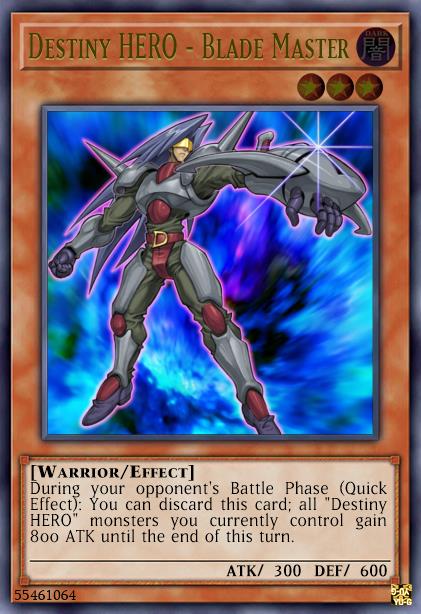 DESTINY HERO - BLADE MASTER
DARK
闇
D
[WARRIOR/EFFECT]
During your opponent's Battle Phase (Quick
Effect): You can discard this card; all "Destiny
HERO" monsters you currently control gain
800 ATK until the end of this turn.
ATK/ 300 DEF/ 600
55461064